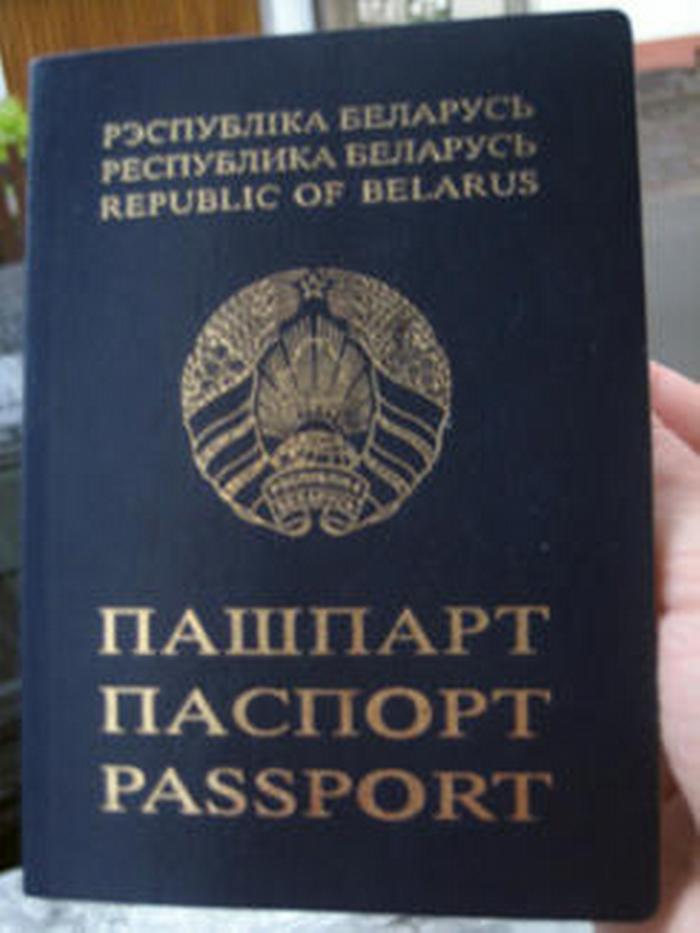 РЭСПУБЛІКА БЕЛАРУСЬ
РЕСПУБЛИКА БЕЛАРУСЬ
REPUBLIC OF BELARUS
ПАШПАРТ
ПАСПОРТ
PASSPORT